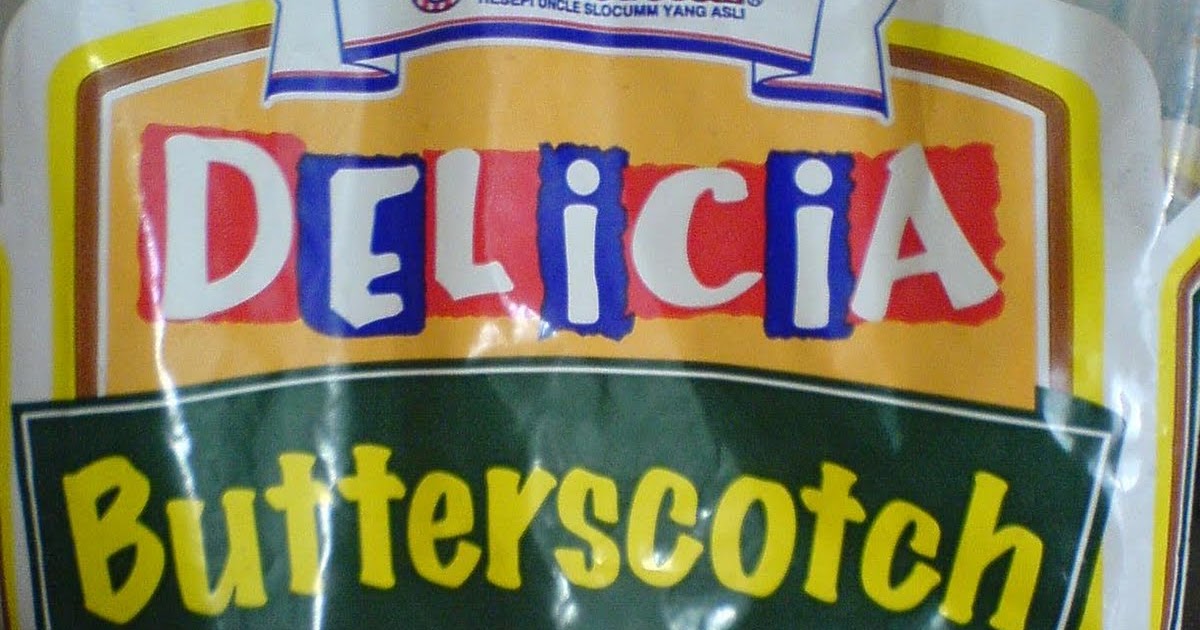 RESEPI UNCLE SLOCUMM YANG ASLI
DELiCiA
Butterscotch